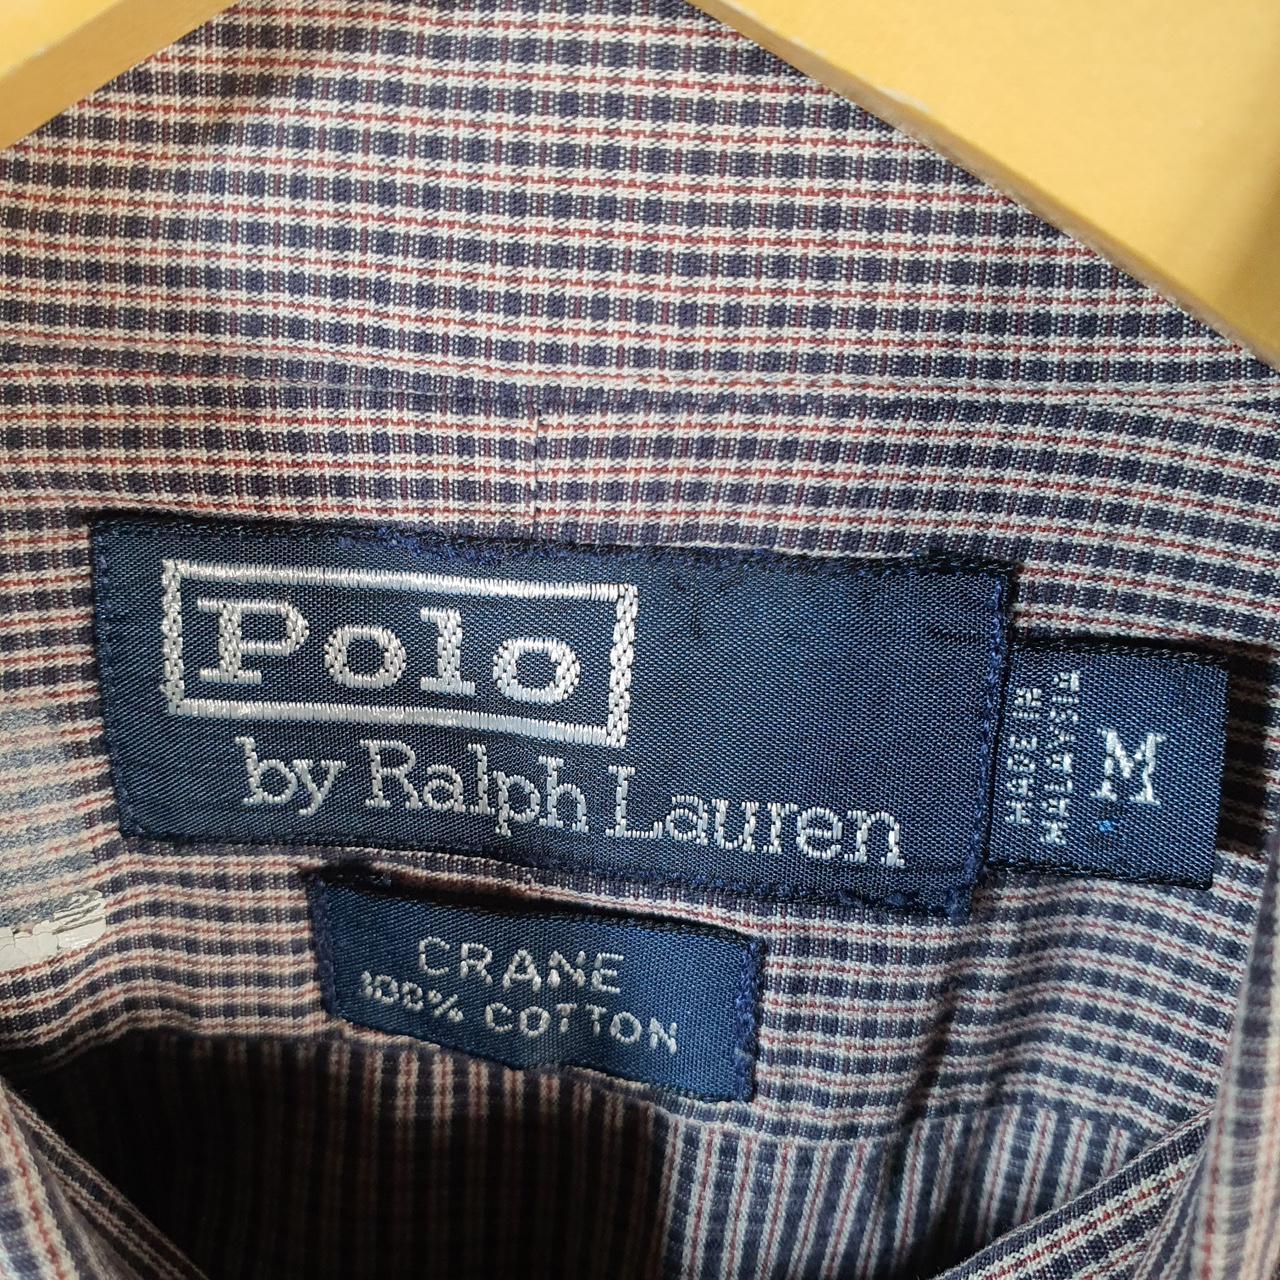 Polo
by Ralph Lauren
MADE IN
MALAYSIA
M
CRANE
100% COTTON